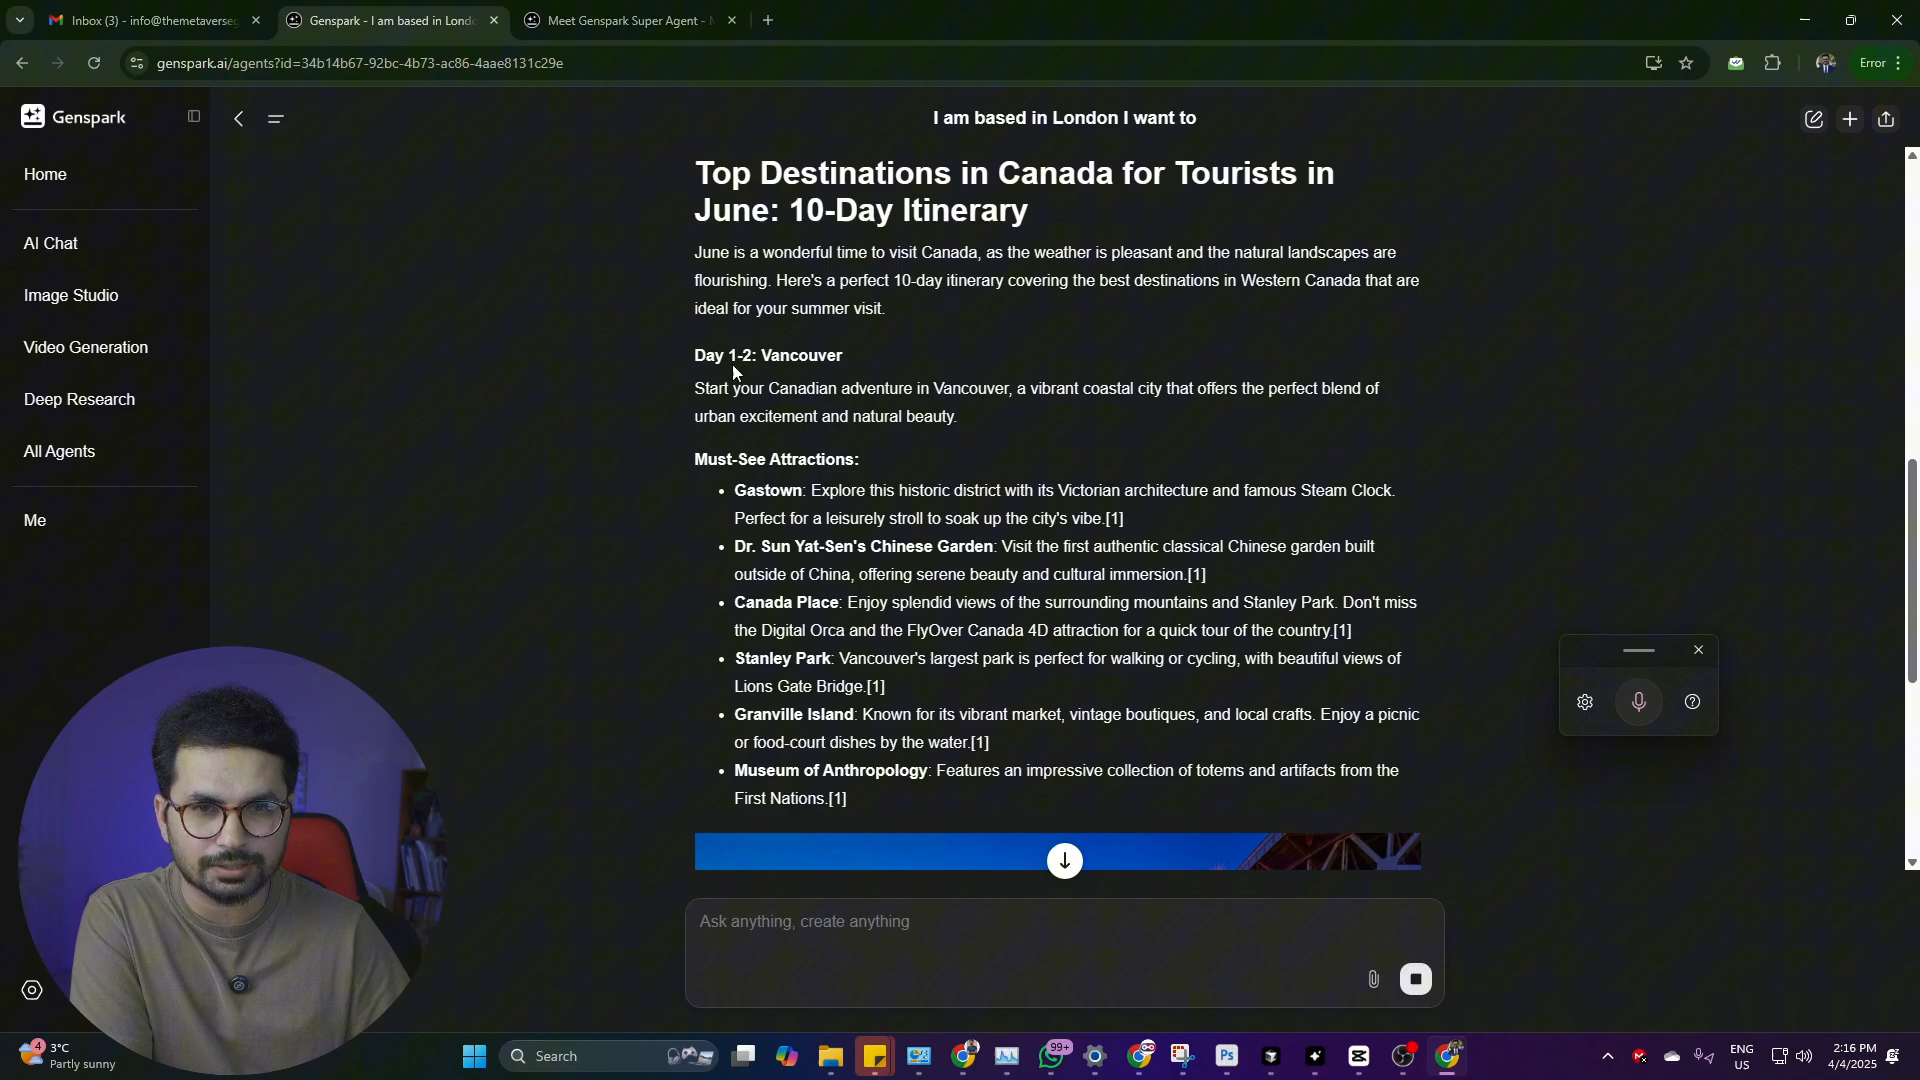 Inbox (3) - info@themetaverse
Genspark - I am based in Lond
Meet Genspark Super Agent -
genspark.ai/agents?id=34b14b67-92bc-4b73-ac86-4aae8131c29e
Error
Genspark
I am based in London I want to
Home
AI Chat
Image Studio
Video Generation
Deep Research
All Agents
Me
Top Destinations in Canada for Tourists in
June: 10-Day Itinerary
June is a wonderful time to visit Canada, as the weather is pleasant and the natural landscapes are
flourishing. Here's a perfect 10-day itinerary covering the best destinations in Western Canada that are
ideal for your summer visit.
Day 1-2: Vancouver
Start your Canadian adventure in Vancouver, a vibrant coastal city that offers the perfect blend of
urban excitement and natural beauty.
Must-See Attractions:
• Gastown: Explore this historic district with its Victorian architecture and famous Steam Clock.
Perfect for a leisurely stroll to soak up the city's vibe.[1]
• Dr. Sun Yat-Sen's Chinese Garden: Visit the first authentic classical Chinese garden built
outside of China, offering serene beauty and cultural immersion.[1]
• Canada Place: Enjoy splendid views of the surrounding mountains and Stanley Park. Don't miss
the Digital Orca and the FlyOver Canada 4D attraction for a quick tour of the country.[1]
• Stanley Park: Vancouver's largest park is perfect for walking or cycling, with beautiful views of
Lions Gate Bridge.[1]
• Granville Island: Known for its vibrant market, vintage boutiques, and local crafts. Enjoy a picnic
or food-court dishes by the water.[1]
• Museum of Anthropology: Features an impressive collection of totems and artifacts from the
First Nations.[1]
Ask anything, create anything
4
3°C
Partly sunny
Search
99+
Ps
ENG
US
2:16 PM
4/4/2025